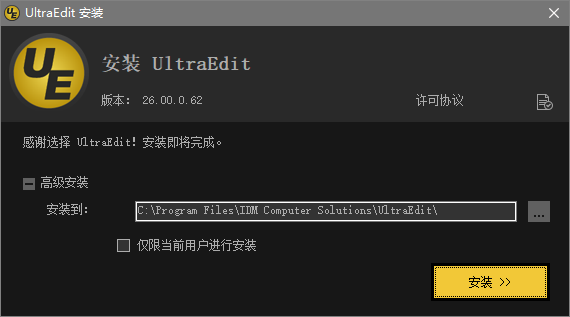 UltraEdit 安装
UE
安装 UltraEdit
版本： 26.00.0.62 许可协议
感谢选择 UltraEdit! 安装即将完成。
高级安装
安装到： C:\Program Files\IDM Computer Solutions\UltraEdit\ ...
仅限当前用户进行安装
安装 >>